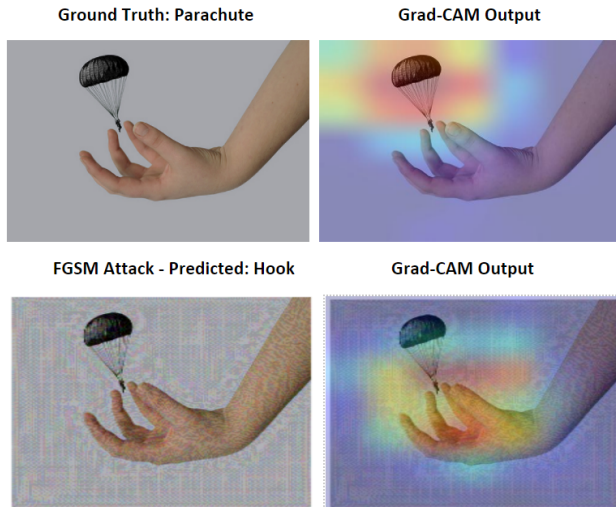 Ground Truth: Parachute
Grad-CAM Output
FGSM Attack - Predicted: Hook
Grad-CAM Output